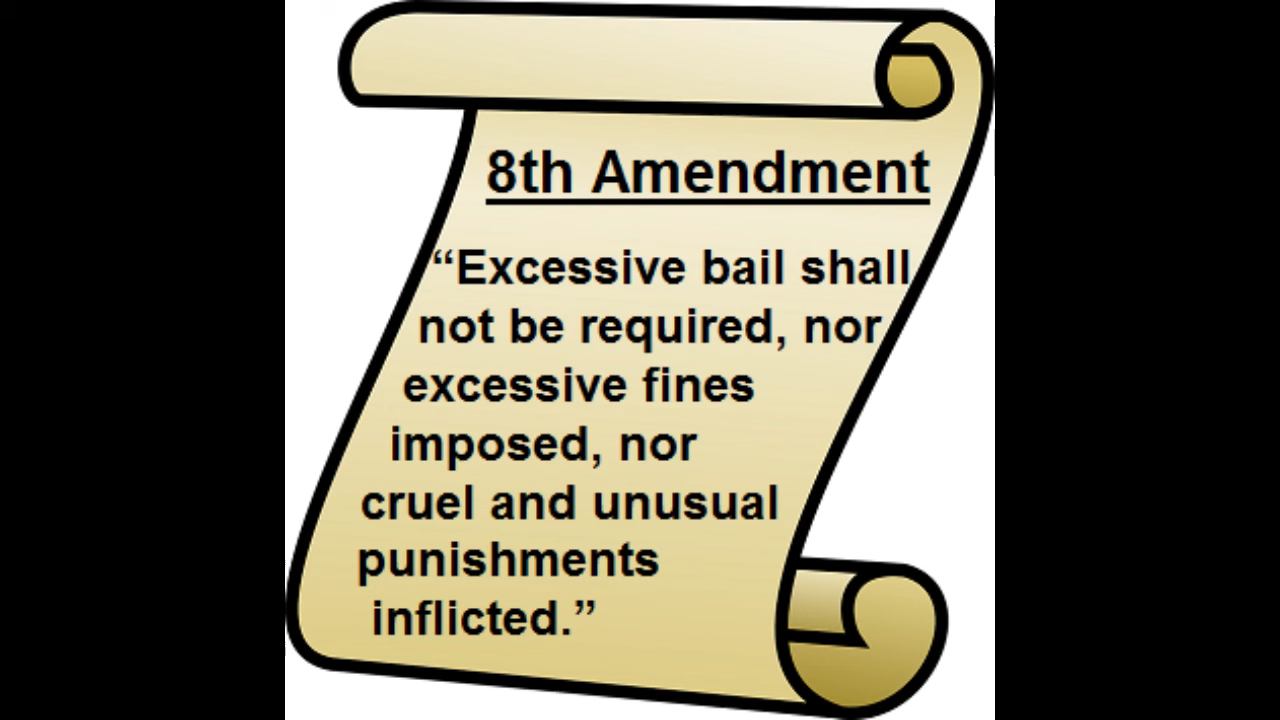 8th Amendment
“Excessive bail shall
not be required, nor
excessive fines
imposed, nor
cruel and unusual
punishments
inflicted.”